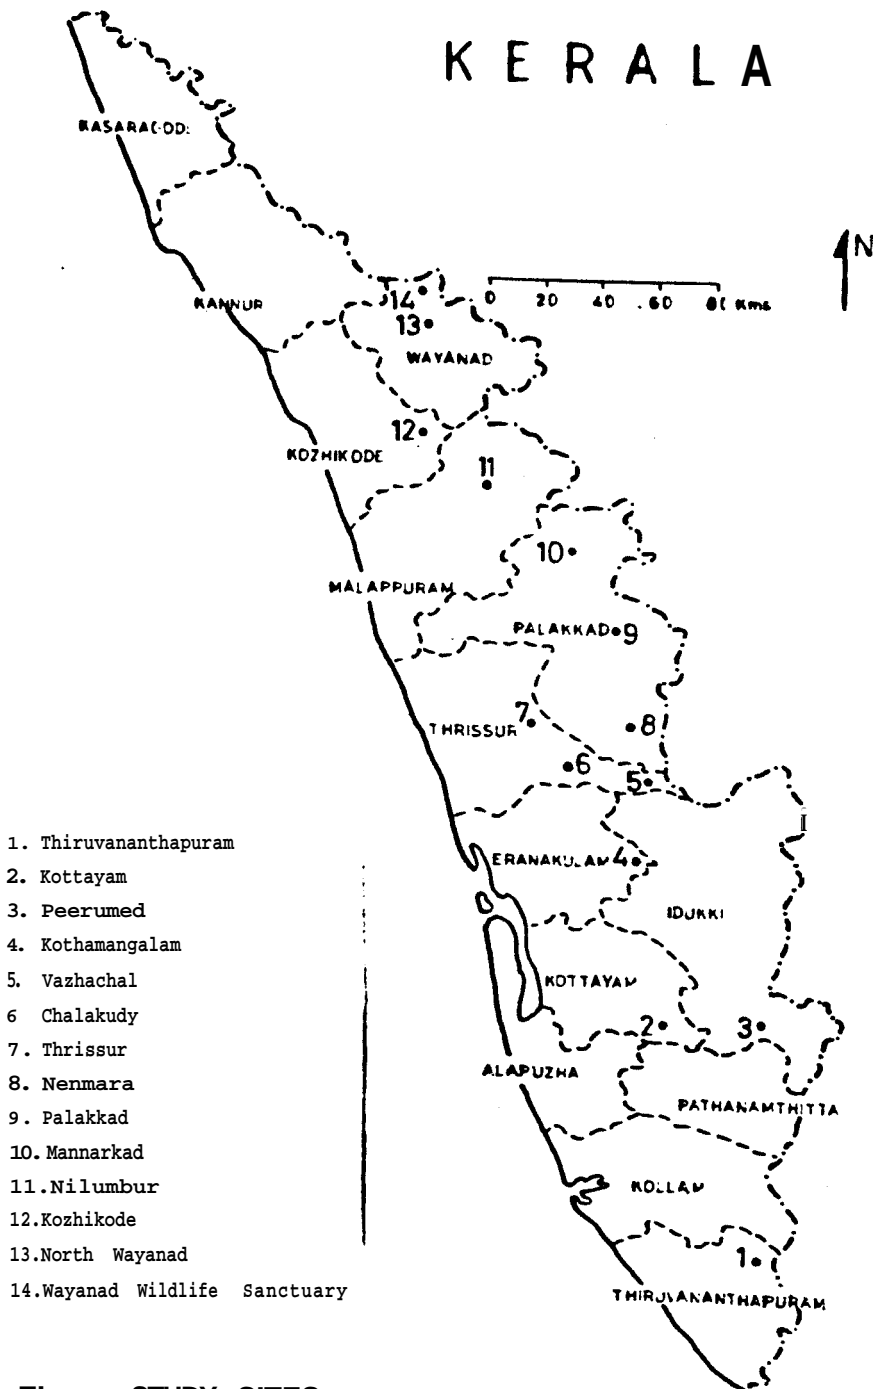 K E R A L A
N
KASARAGOD:
0 20 40 .60 80 Kms
14
KANNUR
13
WAYANAD
12
KOZHIKODE
11
10
MALAPPURAM
PALAKKAD 9
7
THRISSUR
8
6
5
I
1. Thiruvananthapuram
2. Kottayam
3. Peerumed
4. Kothamangalam
5. Vazhachal
6 Chalakudy
7. Thrissur
8. Nenmara
9. Palakkad
10. Mannarkad
11.Nilumbur
12.Kozhikode
13.North Wayanad
14.Wayanad Wildlife Sanctuary
ERANAKULAM 4
IDUKKI
KOTTAYAM
2
3
ALAPUZHA
PATHANAMTHITTA
KOLLAM
1
THIRUVANANTHAPURAM